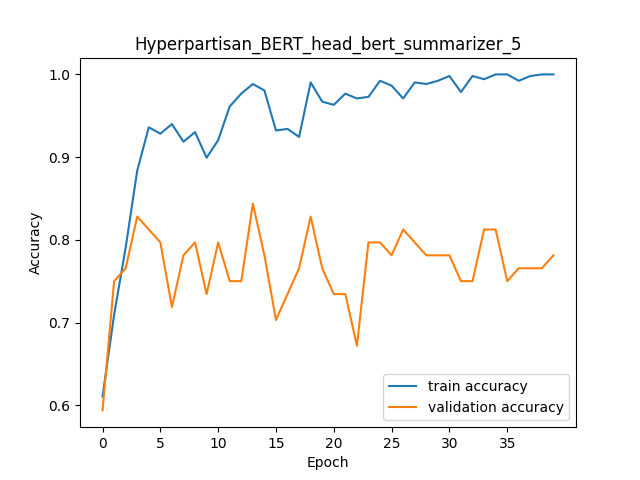 Hyperpartisan_BERT_head_bert_summarizer_5
Accuracy
1.0
0.9
0.8
0.7
0.6
train accuracy
validation accuracy
0 5 10 15 20 25 30 35
Epoch